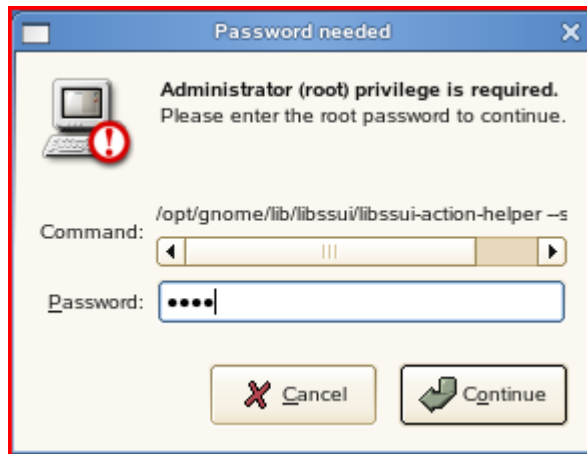 Password needed
Administrator (root) privilege is required.
Please enter the root password to continue.
/opt/gnome/lib/libssui/libssui-action-helper --s
Command:
Password: ••••
Cancel
Continue